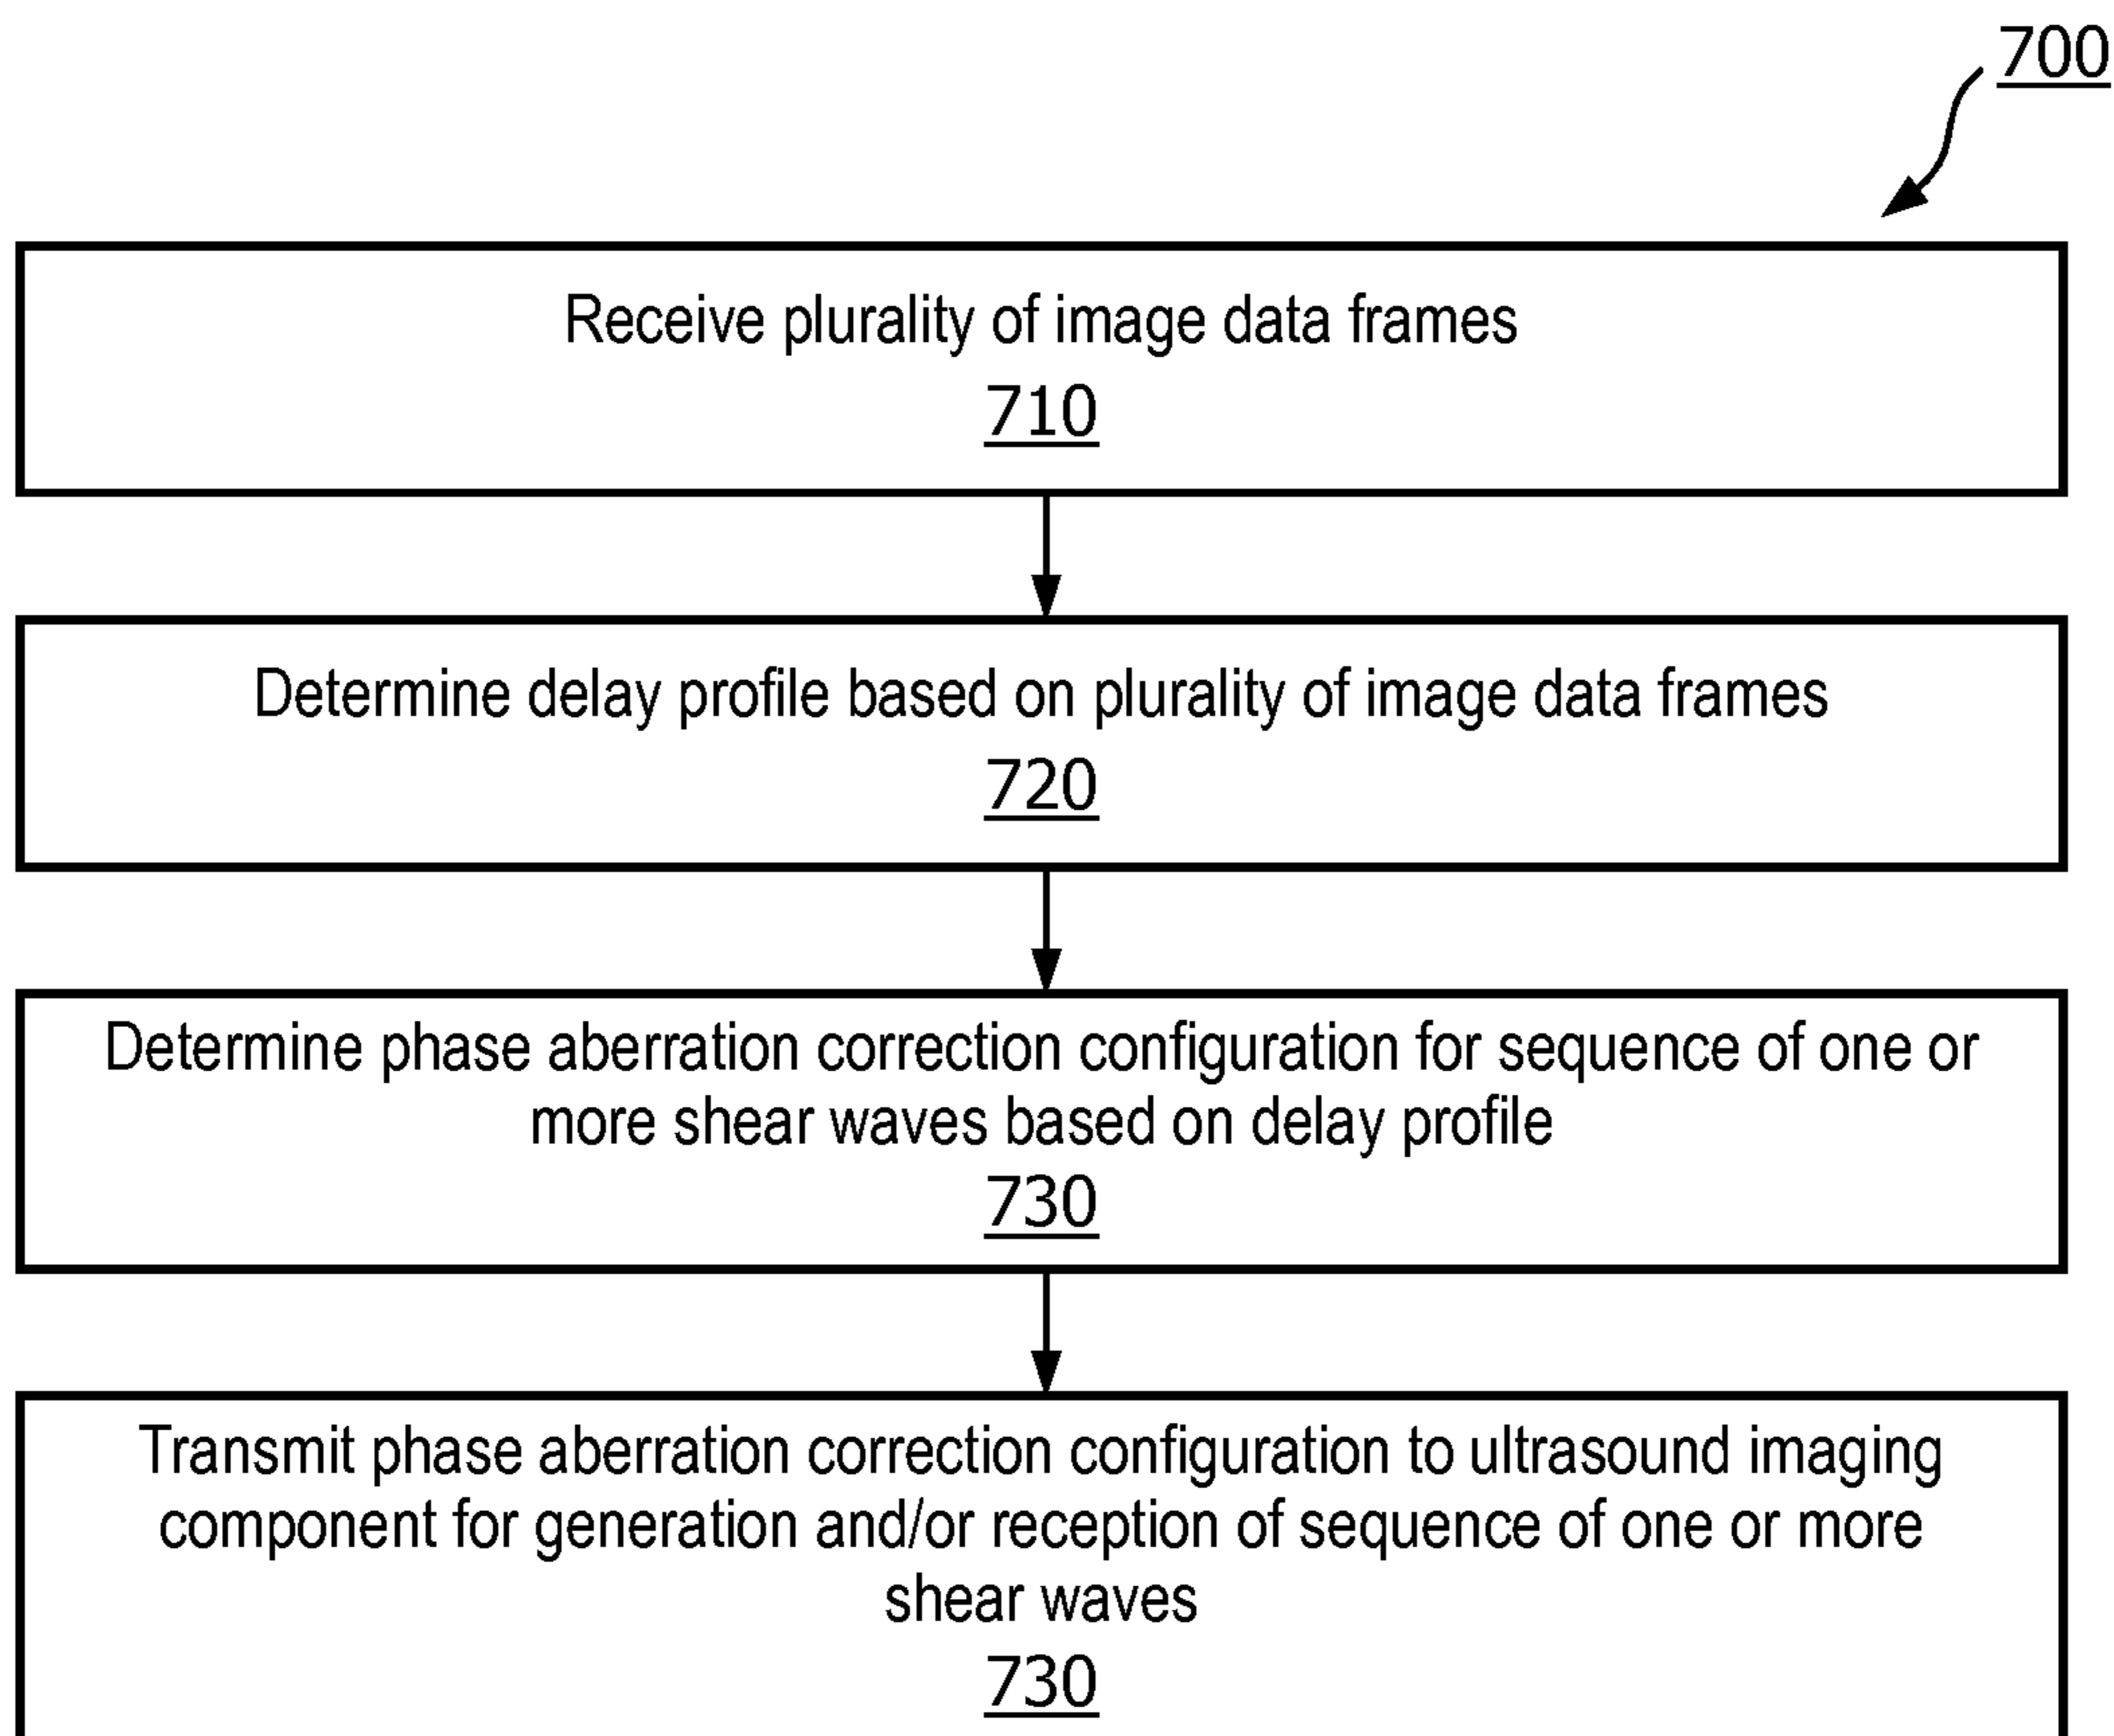 700
Receive plurality of image data frames
710
Determine delay profile based on plurality of image data frames
720
Determine phase aberration correction configuration for sequence of one or
more shear waves based on delay profile
730
Transmit phase aberration correction configuration to ultrasound imaging
component for generation and/or reception of sequence of one or more
shear waves
730